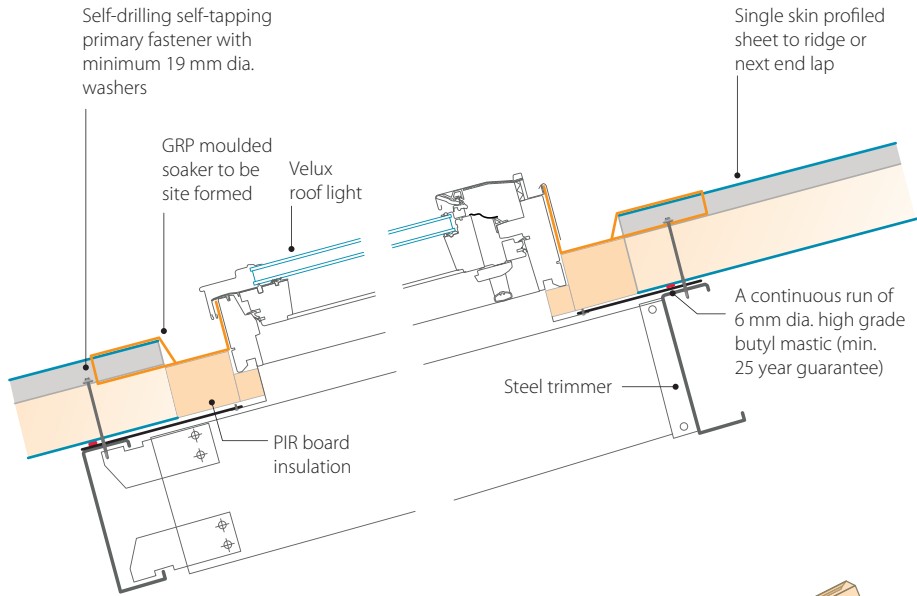 Self-drilling self-tapping
primary fastener with
minimum 19 mm dia.
washers
GRP moulded
soaker to be
site formed
Velux
roof light
Single skin profiled
sheet to ridge or
next end lap
A continuous run of
6 mm dia. high grade
butyl mastic (min.
25 year guarantee)
Steel trimmer
PIR board
insulation